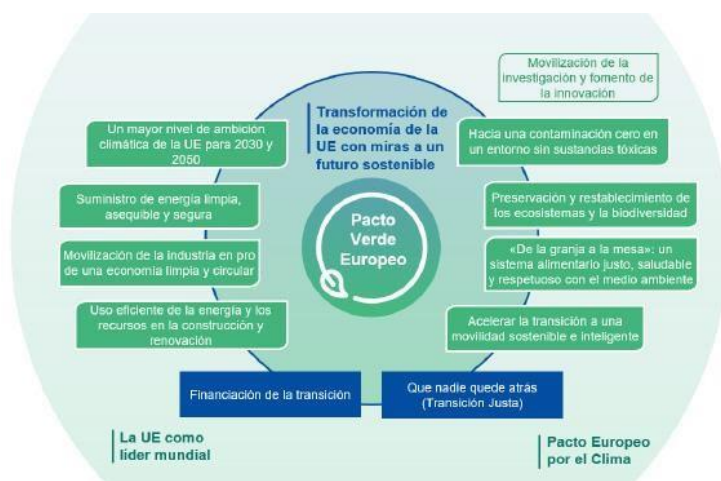 Movilización de la
investigación y fomento de
la innovación
Transformación de
la economía de la
UE con miras a un
futuro sostenible
Un mayor nivel de ambición
climática de la UE para 2030 y
2050
Hacia una contaminación cero en
un entorno sin sustancias tóxicas
Suministro de energía limpia,
asequible y segura
Preservación y restablecimiento de
los ecosistemas y la biodiversidad
Pacto
Verde
Europeo
Movilización de la industria en pro
de una economía limpia y circular
«De la granja a la mesa»: un
sistema alimentario justo, saludable
y respetuoso con el medio ambiente
Uso eficiente de la energía y los
recursos en la construcción y
renovación
Acelerar la transición a una
movilidad sostenible e inteligente
Financiación de la transición
Que nadie quede atrás
(Transición Justa)
La UE como
líder mundial
Pacto Europeo
por el Clima